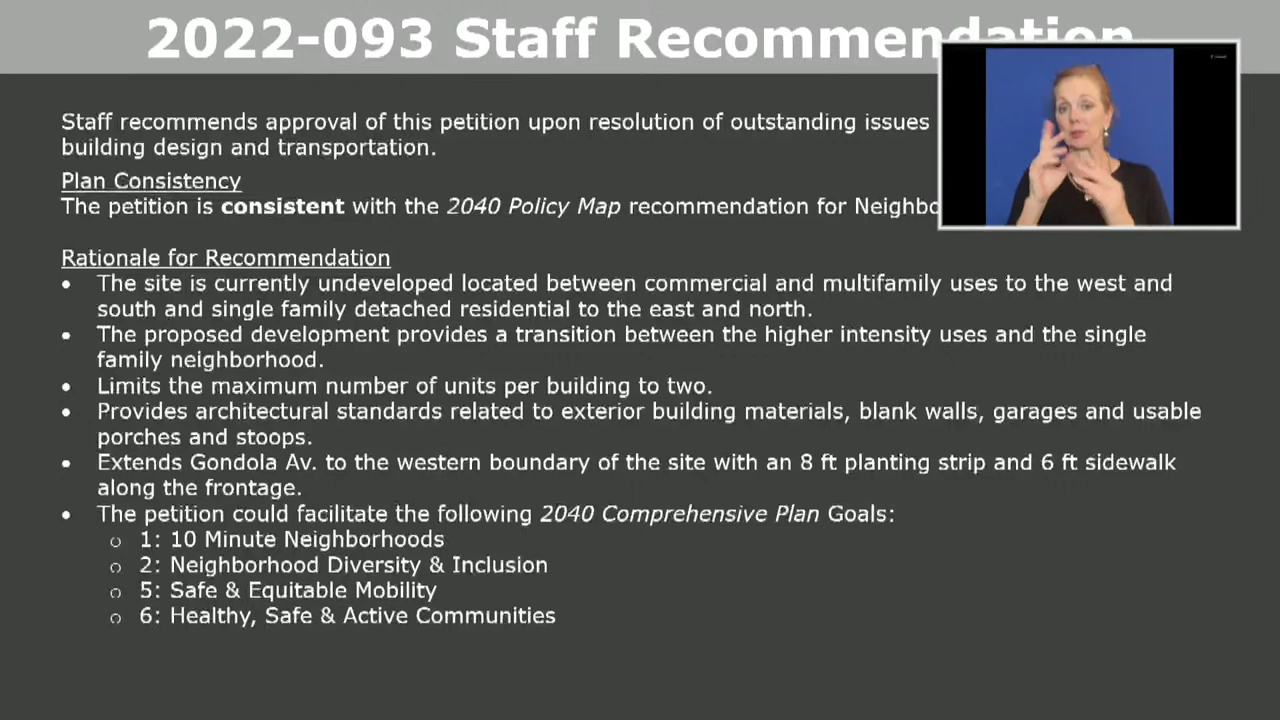 2022-093 Staff Recommendation
Staff recommends approval of this petition upon resolution of outstanding issues
building design and transportation.
Plan Consistency
The petition is consistent with the 2040 Policy Map recommendation for
Rationale for Recommendation
• The site is currently undeveloped located between commercial and multifamily uses to the west and
south and single family detached residential to the east and north.
• The proposed development provides a transition between the higher intensity uses and the single
family neighborhood.
• Limits the maximum number of units per building to two.
• Provides architectural standards related to exterior building materials, blank walls, garages and usable
porches and stoops.
• Extends Gondola Av. to the western boundary of the site with an 8 ft planting strip and 6 ft sidewalk
along the frontage.
• The petition could facilitate the following 2040 Comprehensive Plan Goals:
o 1: 10 Minute Neighborhoods
o 2: Neighborhood Diversity & Inclusion
o 5: Safe & Equitable Mobility
o 6: Healthy, Safe & Active Communities